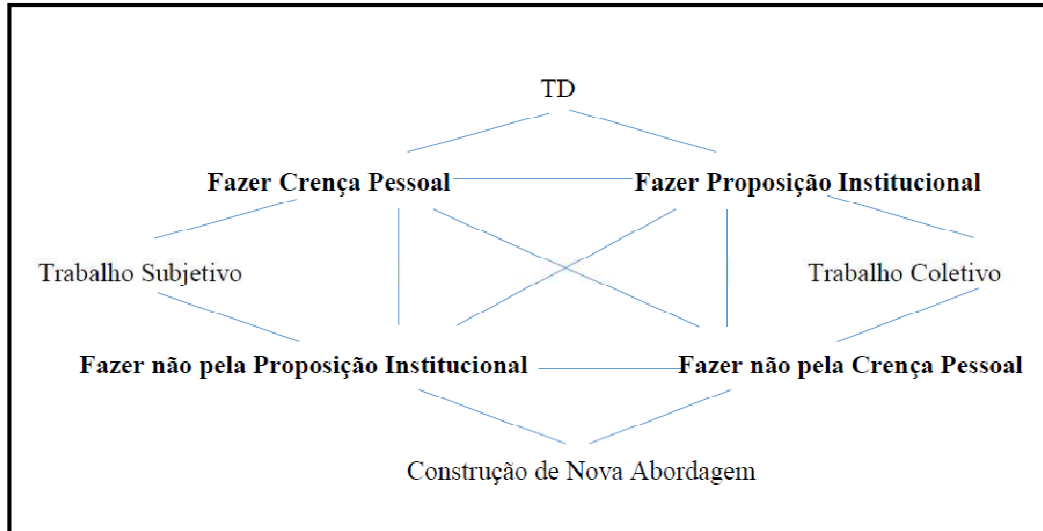 TD
Fazer Crença Pessoal
Fazer Proposição Institucional
Trabalho Subjetivo
Trabalho Coletivo
Fazer não pela Proposição Institucional
Fazer não pela Crença Pessoal
Construção de Nova Abordagem